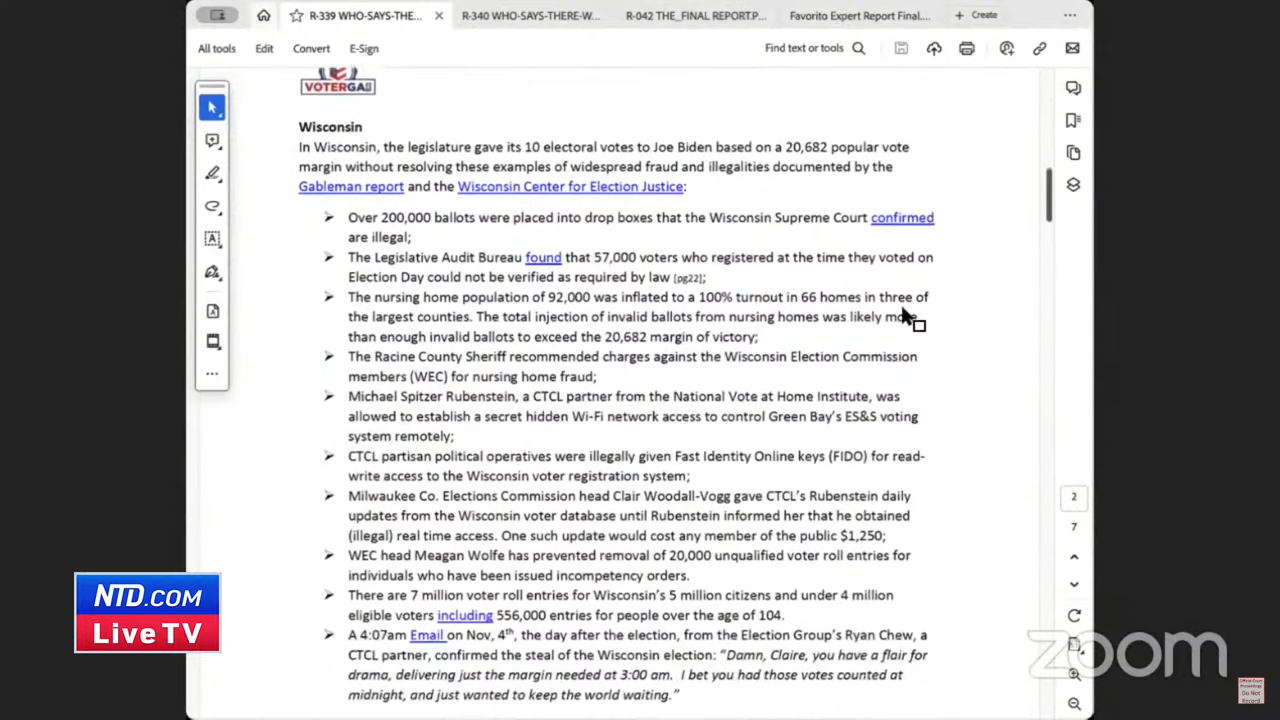 R-339 WHO-SAYS-THE...
R-340 WHO-SAYS-THERE-W...
R-042 THE_FINAL REPORT.P...
Favorito Expert Report Final....
+ Create
All tools
Edit
Convert
E-Sign
Find text or tools
VOTERGA
Wisconsin
In Wisconsin, the legislature gave its 10 electoral votes to Joe Biden based on a 20,682 popular vote
margin without resolving these examples of widespread fraud and illegalities documented by the
Gableman report and the Wisconsin Center for Election Justice:
➢ Over 200,000 ballots were placed into drop boxes that the Wisconsin Supreme Court confirmed
are illegal;
➢ The Legislative Audit Bureau found that 57,000 voters who registered at the time they voted on
Election Day could not be verified as required by law [pg22];
➢ The nursing home population of 92,000 was inflated to a 100% turnout in 66 homes in three of
the largest counties. The total injection of invalid ballots from nursing homes was likely more
than enough invalid ballots to exceed the 20,682 margin of victory;
➢ The Racine County Sheriff recommended charges against the Wisconsin Election Commission
members (WEC) for nursing home fraud;
➢ Michael Spitzer Rubenstein, a CTCL partner from the National Vote at Home Institute, was
allowed to establish a secret hidden Wi-Fi network access to control Green Bay's ES&S voting
system remotely;
➢ CTCL partisan political operatives were illegally given Fast Identity Online keys (FIDO) for read-
write access to the Wisconsin voter registration system;
➢ Milwaukee Co. Elections Commission head Clair Woodall-Vogg gave CTCL's Rubenstein daily
updates from the Wisconsin voter database until Rubenstein informed her that he obtained
(illegal) real time access. One such update would cost any member of the public $1,250;
➢ WEC head Meagan Wolfe has prevented removal of 20,000 unqualified voter roll entries for
individuals who have been issued incompetency orders.
➢ There are 7 million voter roll entries for Wisconsin's 5 million citizens and under 4 million
eligible voters including 556,000 entries for people over the age of 104.
➢ A 4:07am Email on Nov, 4th, the day after the election, from the Election Group's Ryan Chew, a
CTCL partner, confirmed the steal of the Wisconsin election: "Damn, Claire, you have a flair for
drama, delivering just the margin needed at 3:00 am. I bet you had those votes counted at
midnight, and just wanted to keep the world waiting."
2
7
NTD.COM
Live TV
zoom
Official Court
Proceedings
Do Not
Record